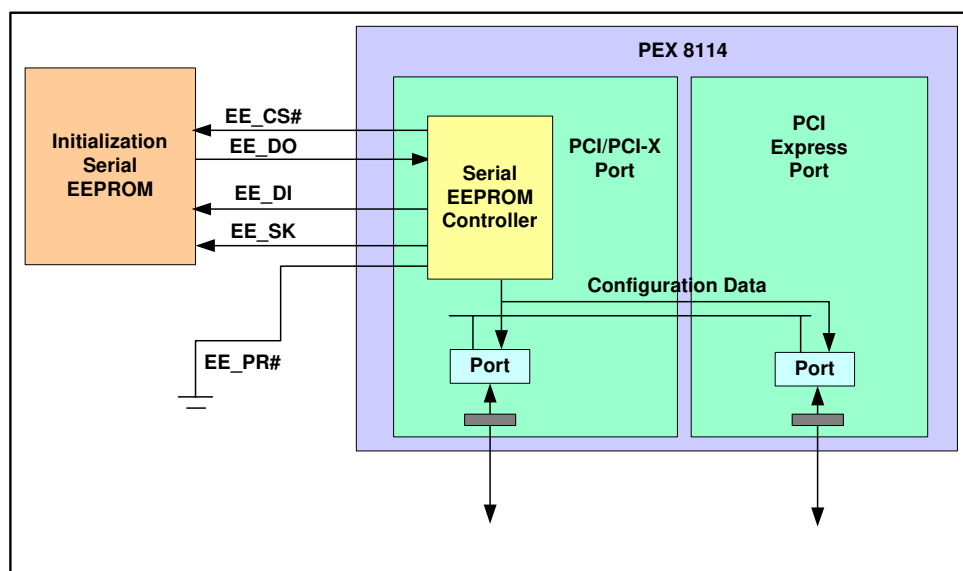 PEX 8114
Initialization
Serial
EEPROM
EE_CS#
EE_DO
EE_DI
EE_SK
EE_PR#
Serial
EEPROM
Controller
PCI/PCI-X
Port
PCI
Express
Port
Configuration Data
Port
Port